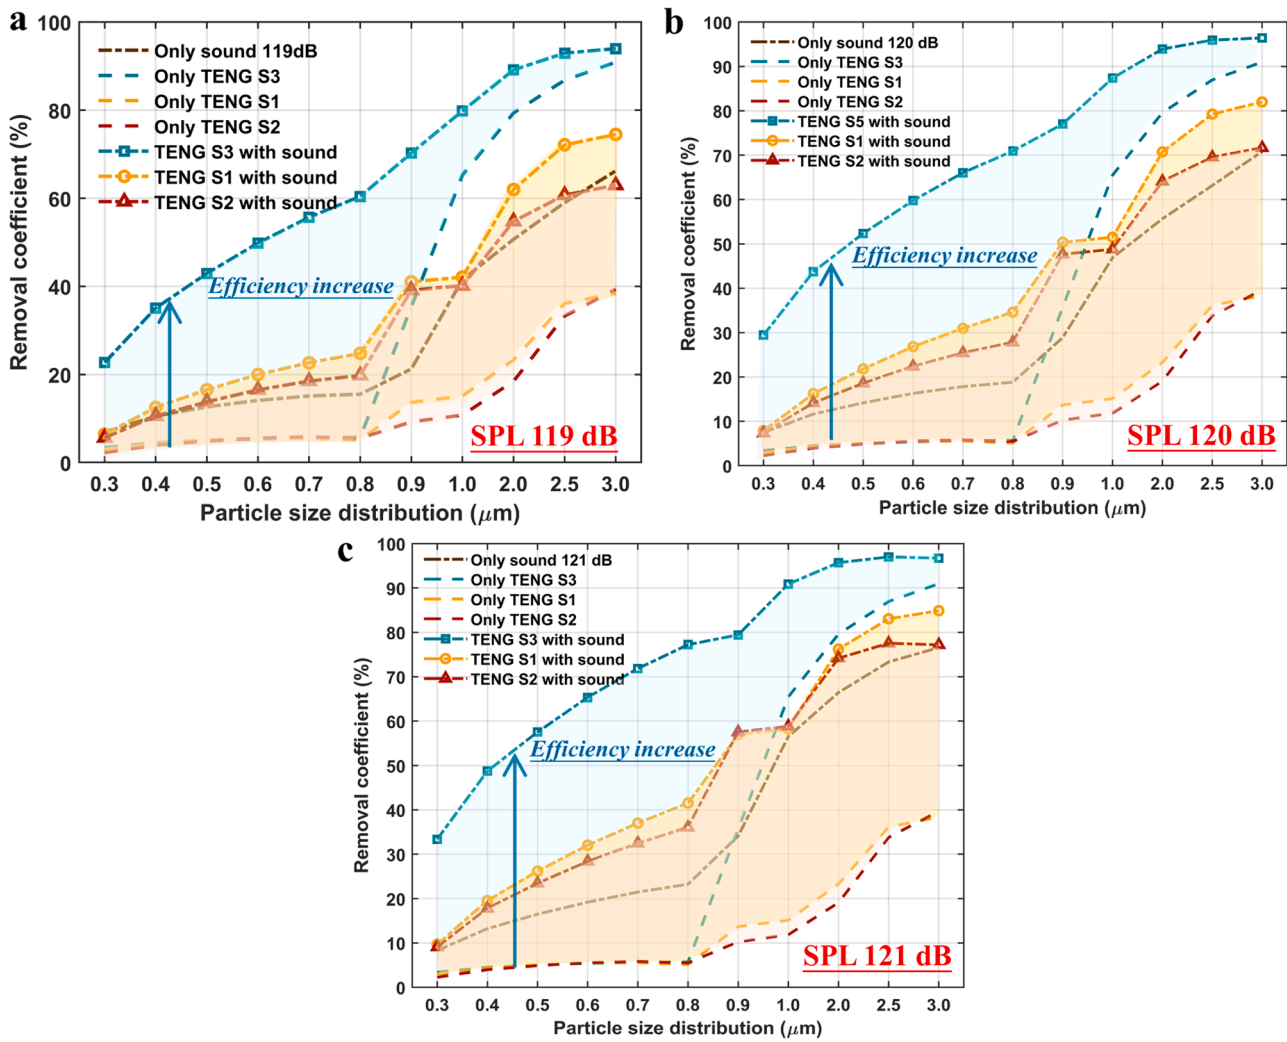 a
Only sound 119dB
Only TENG S3
Only TENG S1
Only TENG S2
TENG S3 with sound
TENG S1 with sound
TENG S2 with sound
Efficiency increase
SPL 119 dB
Removal coefficient (%)
0
20
40
60
80
100
0.3 0.4 0.5 0.6 0.7 0.8 0.9 1.0 2.0 2.5 3.0
Particle size distribution (μm)
b
Only sound 120 dB
Only TENG S3
Only TENG S1
Only TENG S2
TENG S5 with sound
TENG S1 with sound
TENG S2 with sound
Efficiency increase
SPL 120 dB
Removal coefficient (%)
0
10
20
30
40
50
60
70
80
90
100
0.3 0.4 0.5 0.6 0.7 0.8 0.9 1.0 2.0 2.5 3.0
Particle size distribution (μm)
c
Only sound 121 dB
Only TENG S3
Only TENG S1
Only TENG S2
TENG S3 with sound
TENG S1 with sound
TENG S2 with sound
Efficiency increase
SPL 121 dB
Removal coefficient (%)
0
10
20
30
40
50
60
70
80
90
100
0.3 0.4 0.5 0.6 0.7 0.8 0.9 1.0 2.0 2.5 3.0
Particle size distribution (μm)